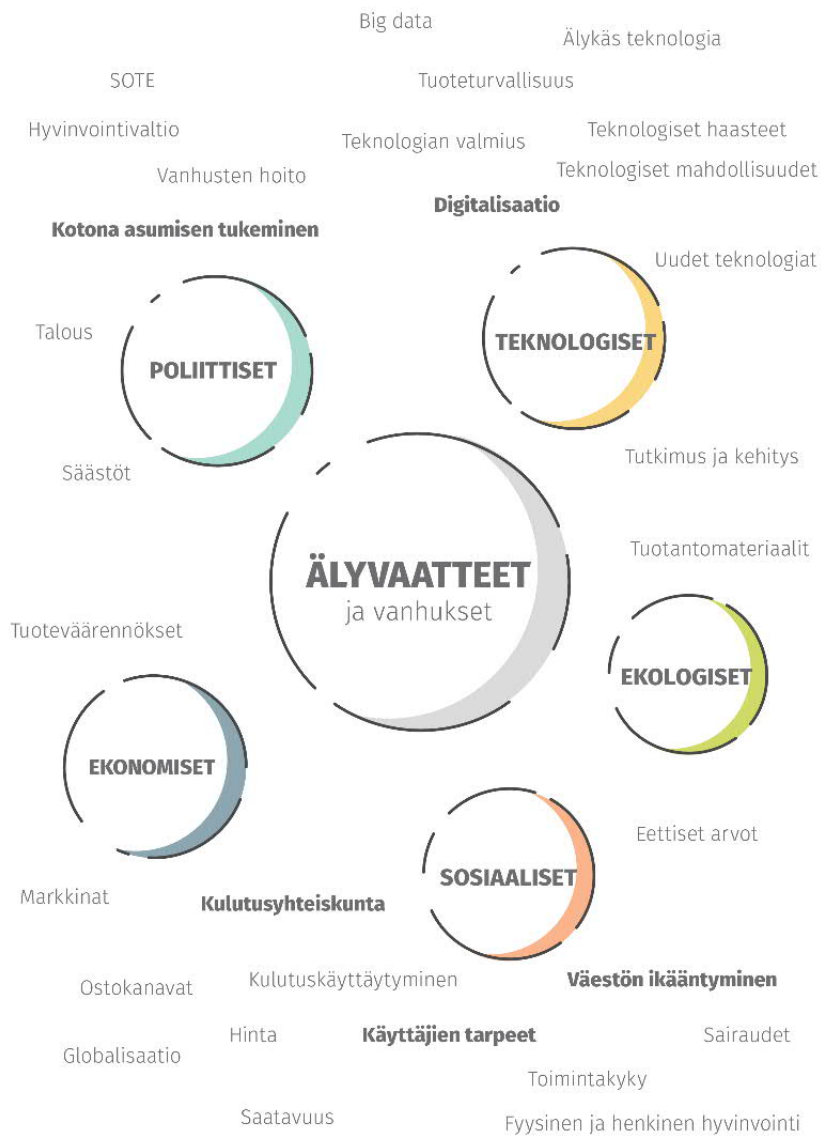 Big data
Älykäs teknologia
SOTE
Tuoteturvallisuus
Hyvinvointivaltio
Teknologian valmius
Teknologiset haasteet
Vanhusten hoito
Teknologiset mahdollisuudet
Digitalisaatio
Kotona asumisen tukeminen
Uudet teknologiat
Talous
POLIITTISET
TEKNOLOGISET
Säästöt
Tutkimus ja kehitys
Tuotantomateriaalit
ÄLYVAATTEET
ja vanhukset
Tuoteväärennökset
EKOLOGISET
EKONOMISET
Eettiset arvot
SOSIAALISET
Markkinat
Kulutusyhteiskunta
Ostokanavat
Kulutuskäyttäytyminen
Väestön ikääntyminen
Globalisaatio
Hinta
Käyttäjien tarpeet
Sairaudet
Toimintakyky
Saatavuus
Fyysinen ja henkinen hyvinvointi